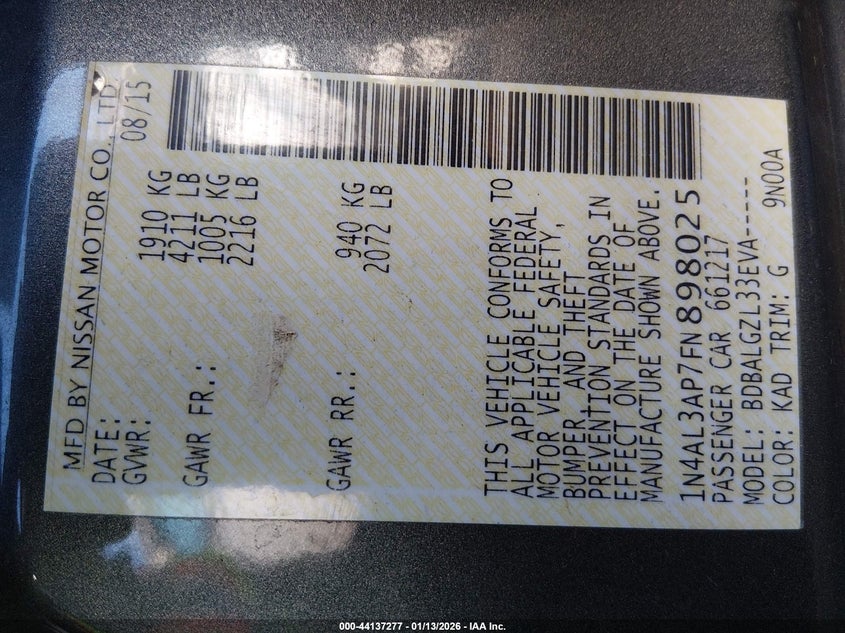 MFD BY NISSAN MOTOR CO., LTD
DATE: 08/15
GVWR: 1910 KG
4211 LB
GAWR FR.: 1005 KG
2216 LB
GAWR RR.: 940 KG
2072 LB
THIS VEHICLE CONFORMS TO
ALL APPLICABLE FEDERAL
MOTOR VEHICLE SAFETY,
BUMPER, AND THEFT
PREVENTION STANDARDS IN
EFFECT ON THE DATE OF
MANUFACTURE SHOWN ABOVE.
1N4AL3AP7FN898025
PASSENGER CAR 661217
MODEL: BDBALGZL33EVA-----
COLOR: KAD TRIM: G 9N00A
000-44137277 - 01/13/2026 - IAA Inc.